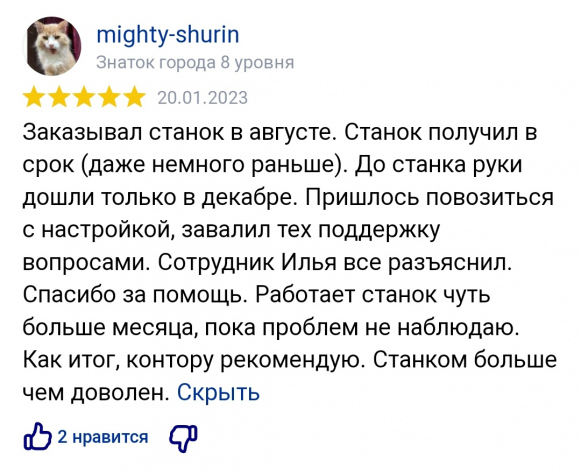 mighty-shurin
Знаток города 8 уровня
20.01.2023
Заказывал станок в августе. Станок получил в
срок (даже немного раньше). До станка руки
дошли только в декабре. Пришлось повозиться
с настройкой, завалил тех поддержку
вопросами. Сотрудник Илья все разъяснил.
Спасибо за помощь. Работает станок чуть
больше месяца, пока проблем не наблюдаю.
Как итог, контору рекомендую. Станком больше
чем доволен. Скрыть
2 нравится